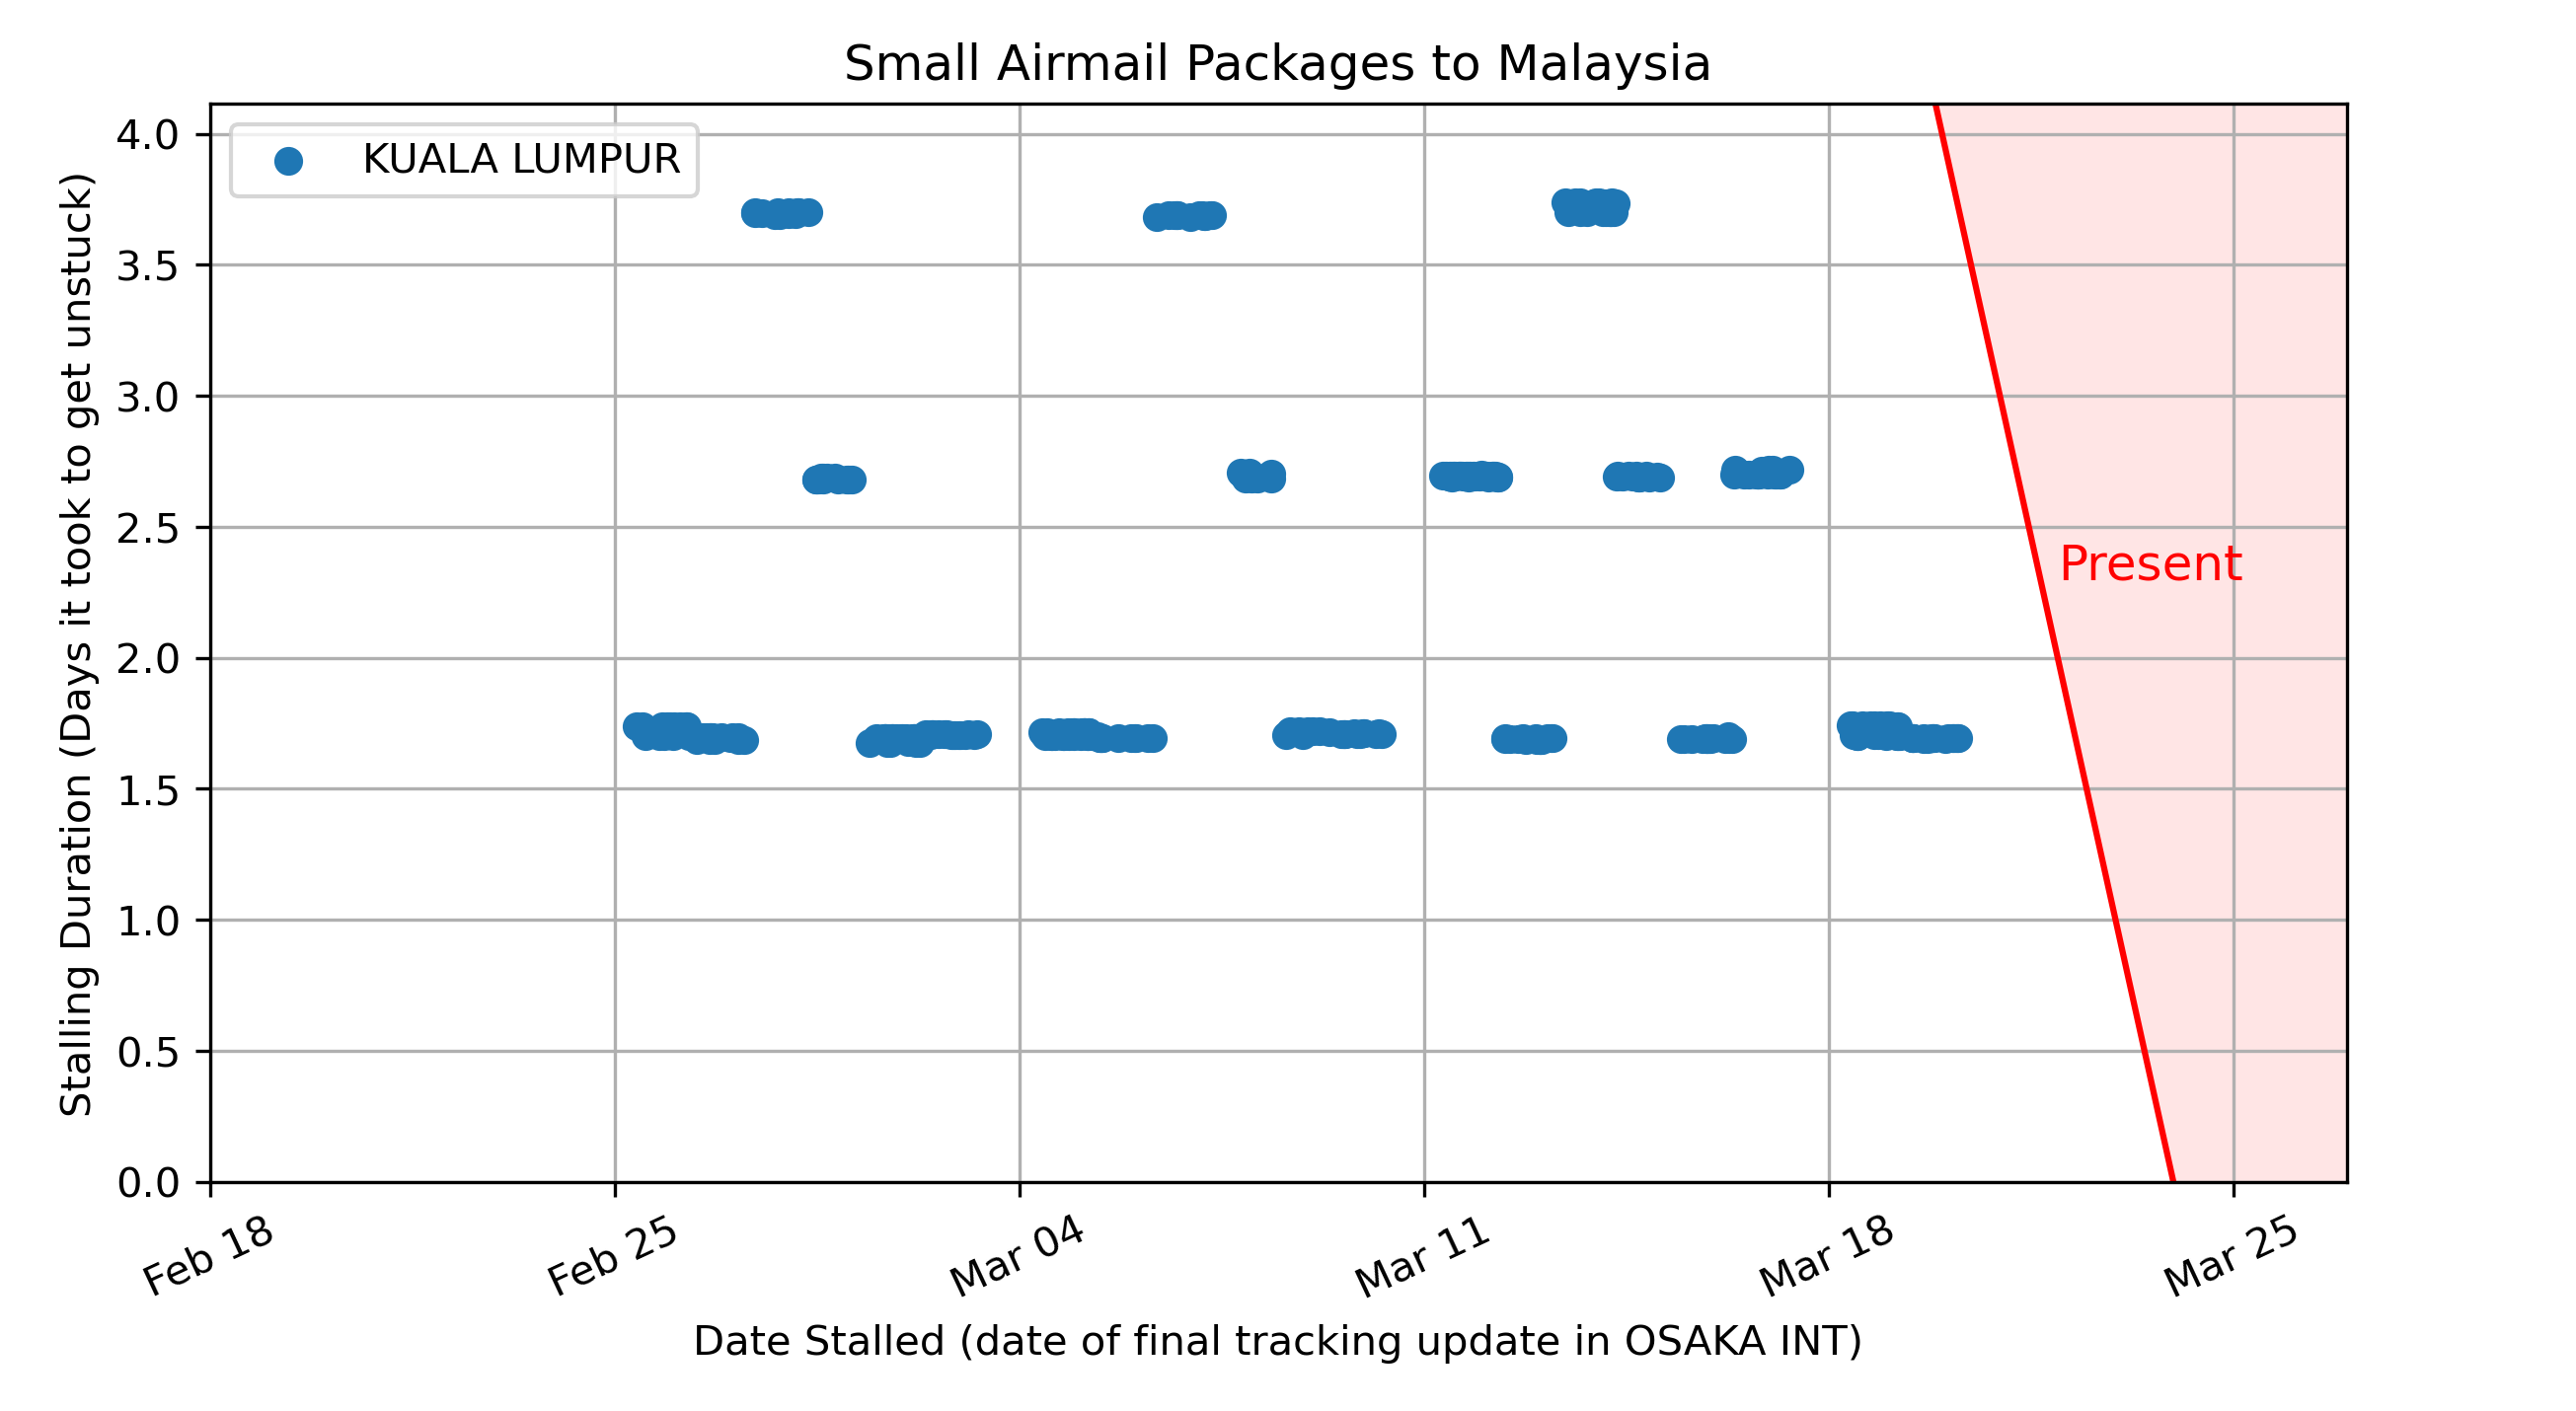 Small Airmail Packages to Malaysia
KUALA LUMPUR
Stalling Duration (Days it took to get unstuck)
4.0
3.5
3.0
2.5
2.0
1.5
1.0
0.5
0.0
Present
Feb 18
Feb 25
Mar 04
Mar 11
Mar 18
Mar 25
Date Stalled (date of final tracking update in OSAKA INT)